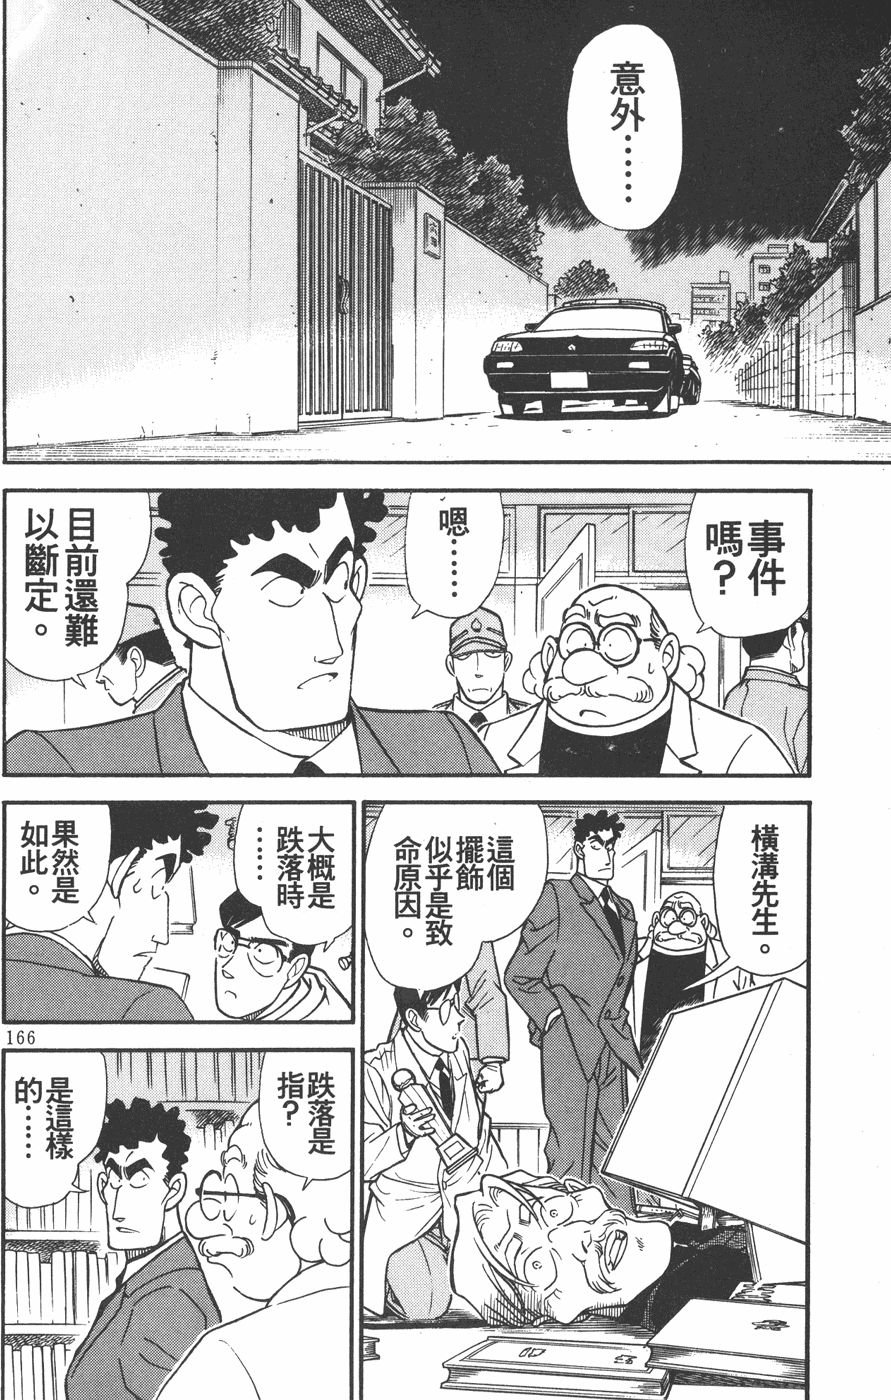 意外……
事件
嗎？
嗯……
目前還難
以斷定。
橫溝先生。
這個
擺飾
似乎是致
命原因。
大概是
跌落時
……
果然是
如此。
跌落是
指？
是這樣
的……
166